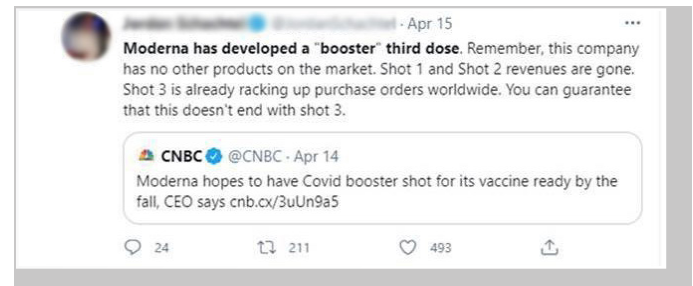 · Apr 15
Moderna has developed a "booster" third dose. Remember, this company
has no other products on the market. Shot 1 and Shot 2 revenues are gone.
Shot 3 is already racking up purchase orders worldwide. You can guarantee
that this doesn't end with shot 3.
CNBC @CNBC · Apr 14
Moderna hopes to have Covid booster shot for its vaccine ready by the
fall, CEO says cnb.cx/3uUn9a5
24 211 493